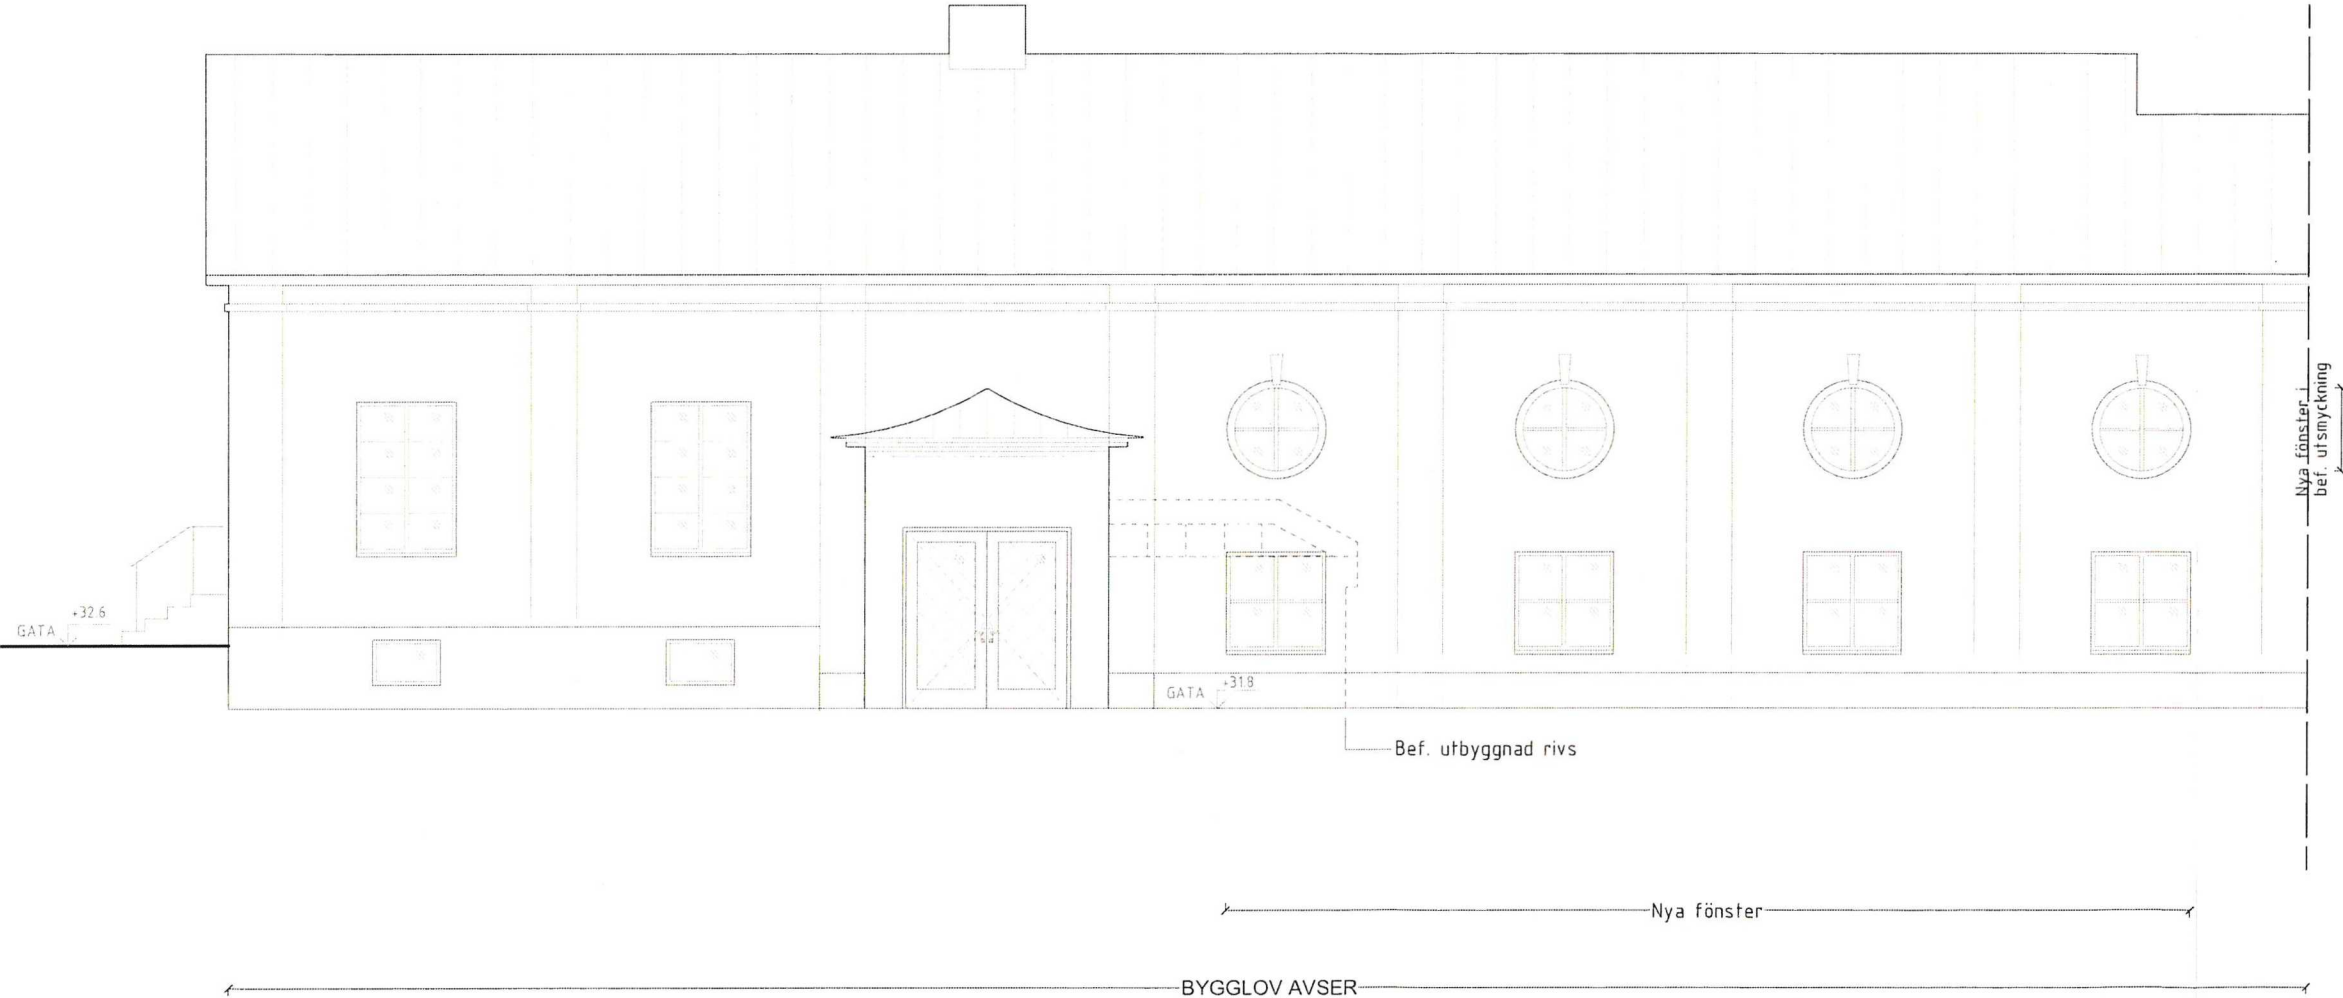 Nya fönster i
bef. utsmyckning
+32.6
GATA
+31.8
GATA
Bef. utbyggnad rivs
Nya fönster
BYGGLOV AVSER